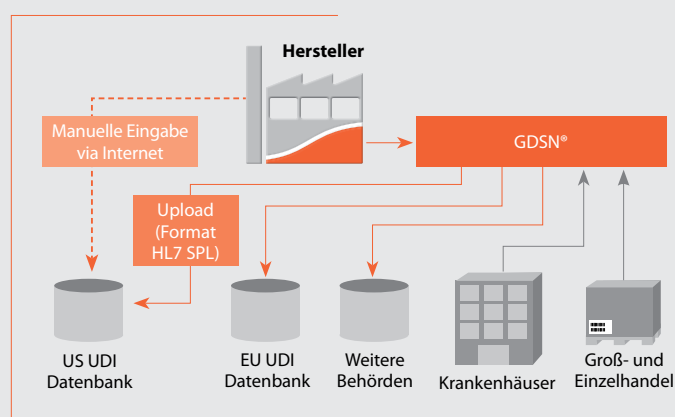 Hersteller
Manuelle Eingabe
via Internet
GDSN®
Upload
(Format
HL7 SPL)
US UDI
Datenbank
EU UDI
Datenbank
Weitere
Behörden
Krankenhäuser
Groß- und
Einzelhandel